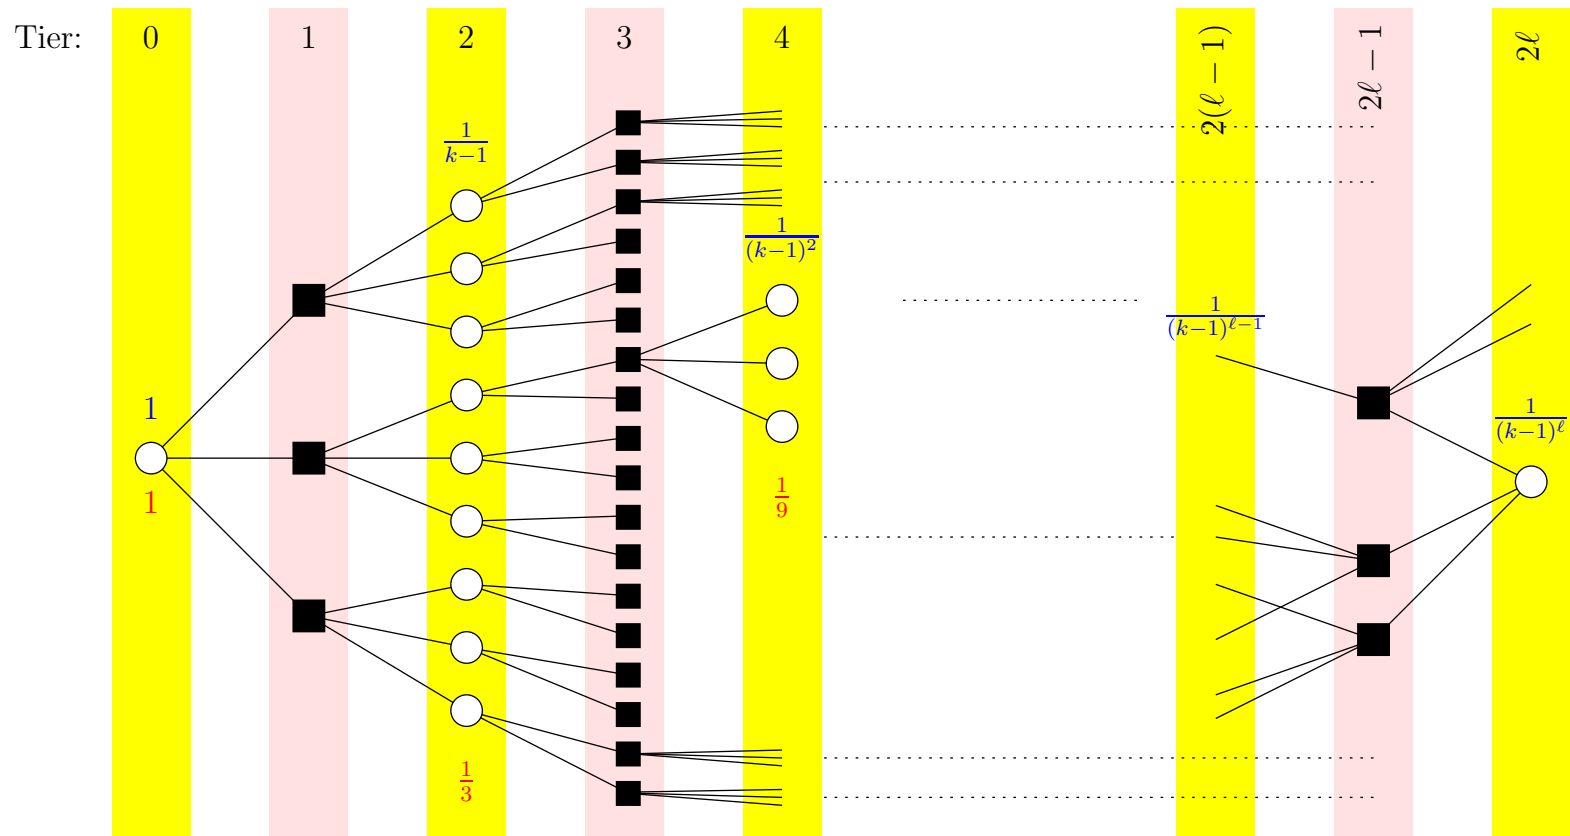 Tier: 0 1 2 3 4 2(ℓ − 1) 2ℓ − 1 2ℓ
1/(k−1)
1/(k−1)^2
1/(k−1)^{ℓ−1}
1
1/(k−1)^ℓ
1
1/9
1/3